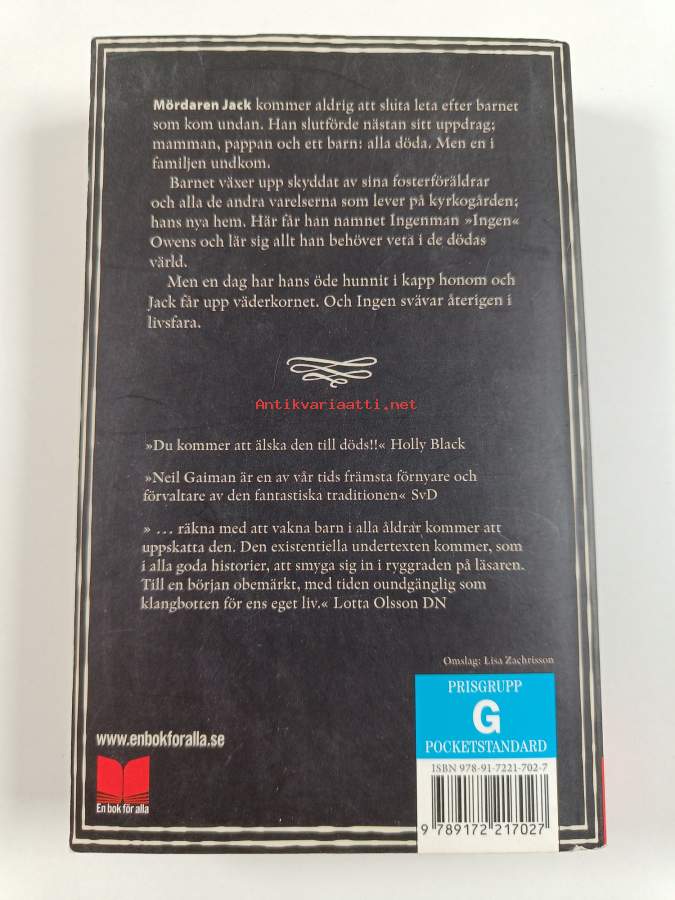 Mördaren Jack kommer aldrig att sluta leta efter barnet
som kom undan. Han slutförde nästan sitt uppdrag;
mamman, pappan och ett barn: alla döda. Men en i
familjen undkom.
Barnet växer upp skyddat av sina fosterföräldrar
och alla de andra varelserna som lever på kyrkogården;
hans nya hem. Här får han namnet Ingenman »Ingen«
Owens och lär sig allt han behöver veta i de dödas
värld.
Men en dag har hans öde hunnit i kapp honom och
Jack får upp väderkornet. Och Ingen svävar återigen i
livsfara.
Antikvariaatti.net
»Du kommer att älska den till döds!!« Holly Black
»Neil Gaiman är en av vår tids främsta förnyare och
förvaltare av den fantastiska traditionen« SvD
» … räkna med att vakna barn i alla åldrar kommer att
uppskatta den. Den existentiella undertexten kommer, som
i alla goda historier, att smyga sig in i ryggraden på läsaren.
Till en början obemärkt, med tiden oundgänglig som
klangbotten för ens eget liv.« Lotta Olsson DN
Omslag: Lisa Zachrisson
PRISGRUPP
G
POCKETSTANDARD
www.enbokforalla.se
En bok för alla
ISBN 978-91-7221-702-7
9 789172 217027